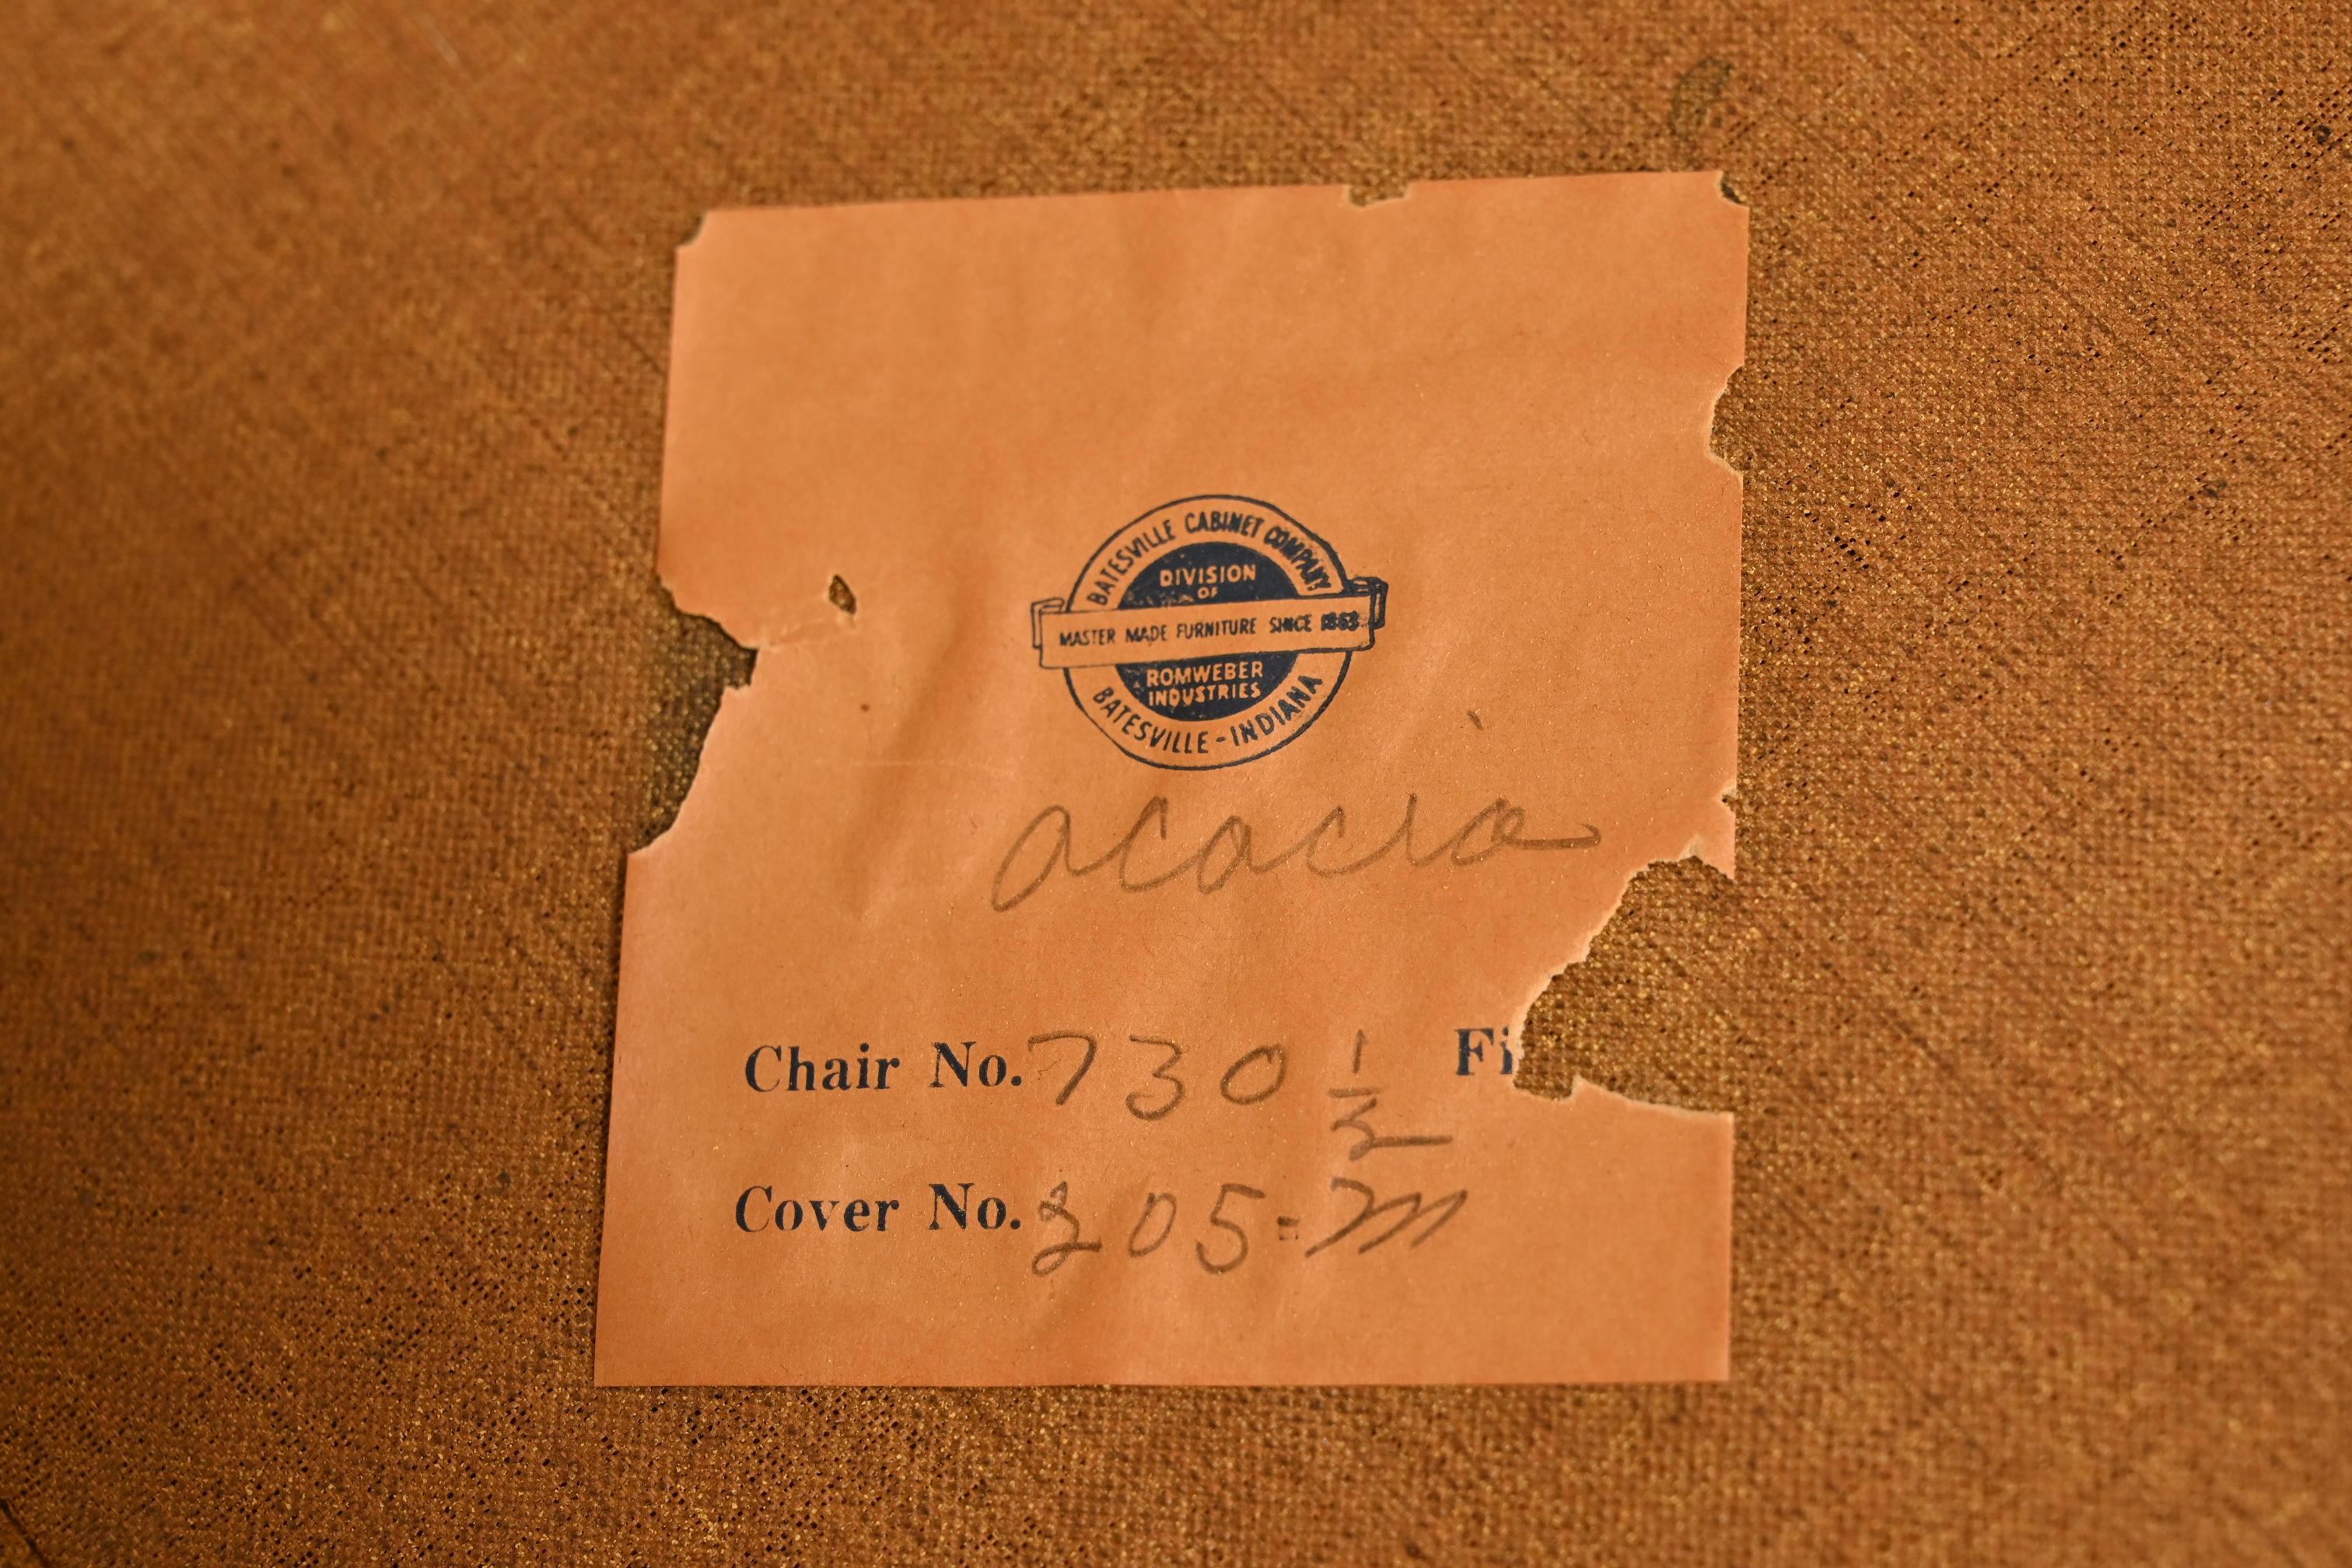 BATESVILLE CABINET COMPANY
DIVISION
OF
MASTER MADE FURNITURE SINCE 1863
ROMWEBER
INDUSTRIES
BATESVILLE - INDIANA
acacia
Chair No. 730 1/2 Fi
Cover No. 205-M